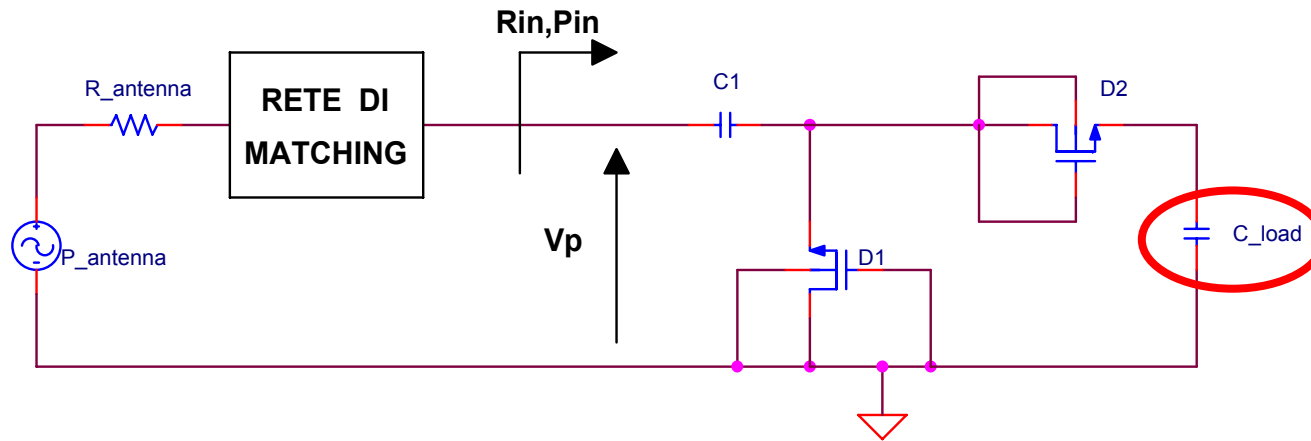 Rin,Pin
R_antenna
RETE DI
MATCHING
C1
D2
P_antenna
Vp
D1
C_load